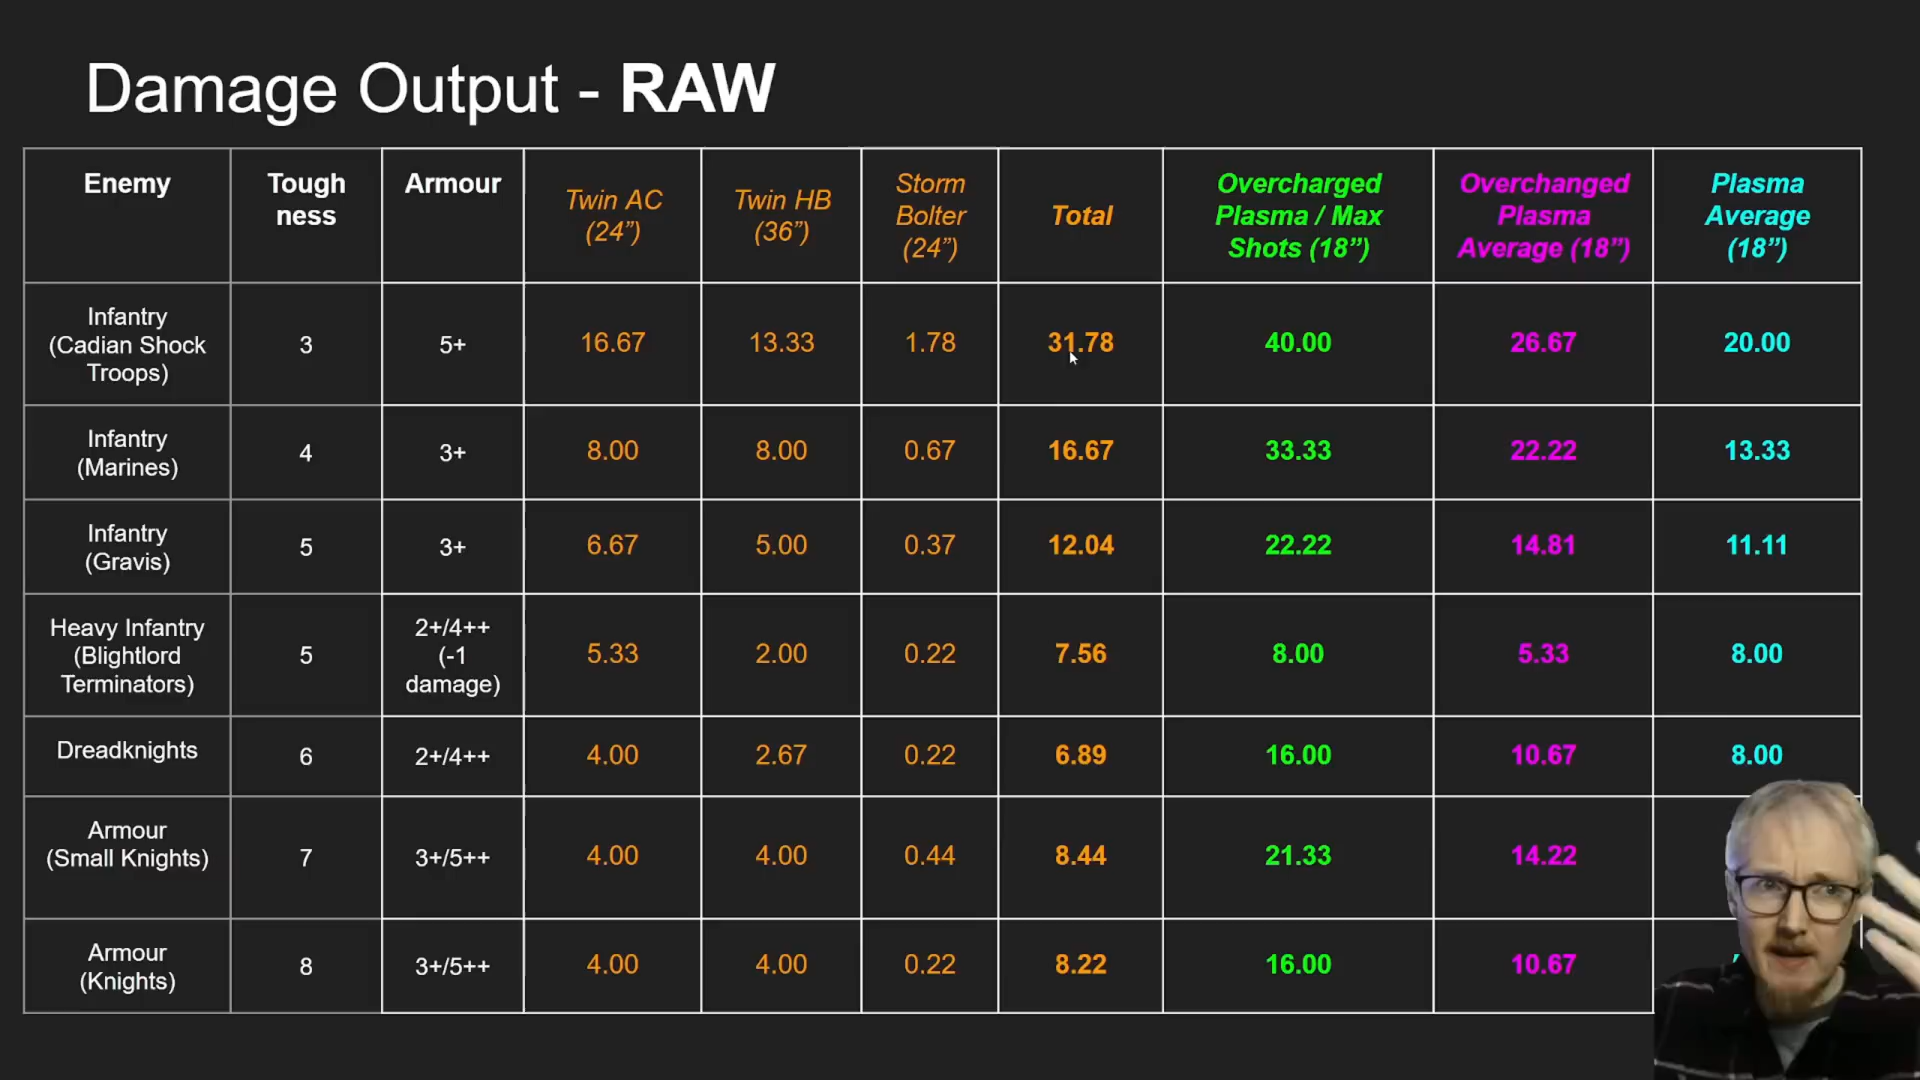 Damage Output - RAW
Enemy
Tough
ness
Armour
Twin AC
(24”)
Twin HB
(36”)
Storm
Bolter
(24”)
Total
Overcharged
Plasma / Max
Shots (18”)
Overchanged
Plasma
Average (18”)
Plasma
Average
(18”)
Infantry
(Cadian Shock
Troops)
3
5+
16.67
13.33
1.78
31.78
40.00
26.67
20.00
Infantry
(Marines)
4
3+
8.00
8.00
0.67
16.67
33.33
22.22
13.33
Infantry
(Gravis)
5
3+
6.67
5.00
0.37
12.04
22.22
14.81
11.11
Heavy Infantry
(Blightlord
Terminators)
5
2+/4++
(-1
damage)
5.33
2.00
0.22
7.56
8.00
5.33
8.00
Dreadknights
6
2+/4++
4.00
2.67
0.22
6.89
16.00
10.67
8.00
Armour
(Small Knights)
7
3+/5++
4.00
4.00
0.44
8.44
21.33
14.22
Armour
(Knights)
8
3+/5++
4.00
4.00
0.22
8.22
16.00
10.67